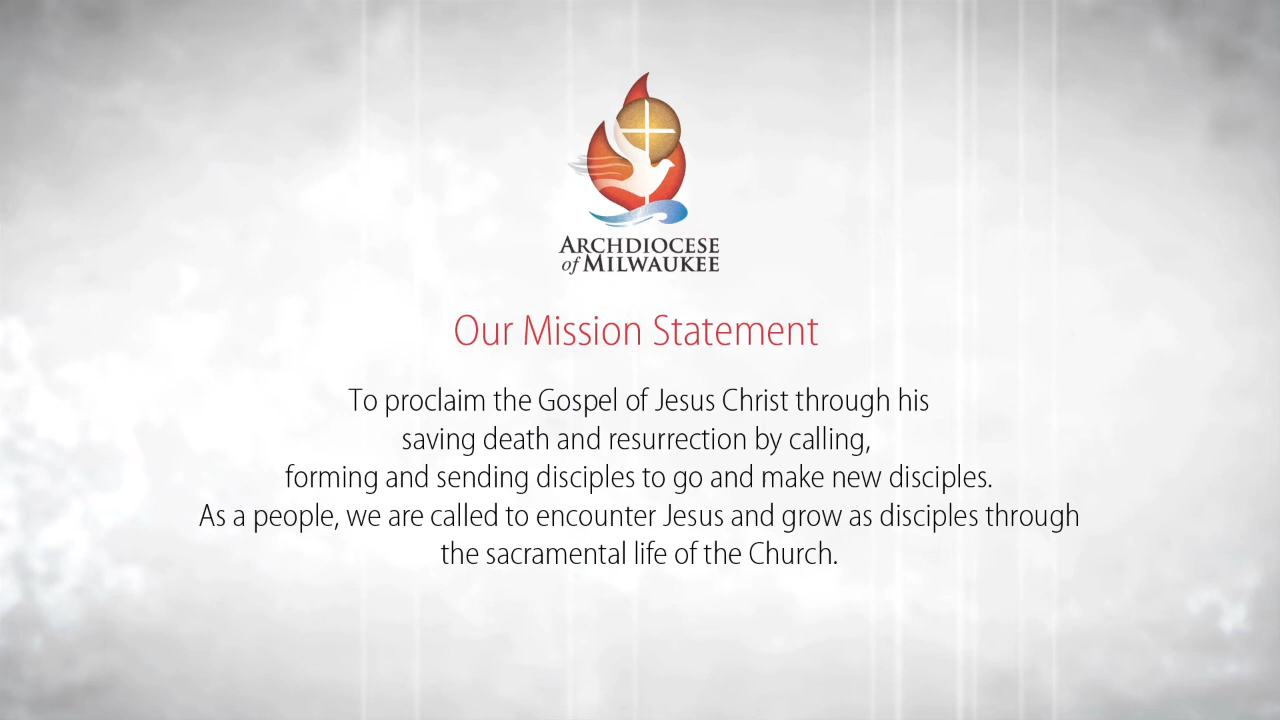 ARCHDIOCESE
of MILWAUKEE
Our Mission Statement
To proclaim the Gospel of Jesus Christ through his
saving death and resurrection by calling,
forming and sending disciples to go and make new disciples.
As a people, we are called to encounter Jesus and grow as disciples through
the sacramental life of the Church.